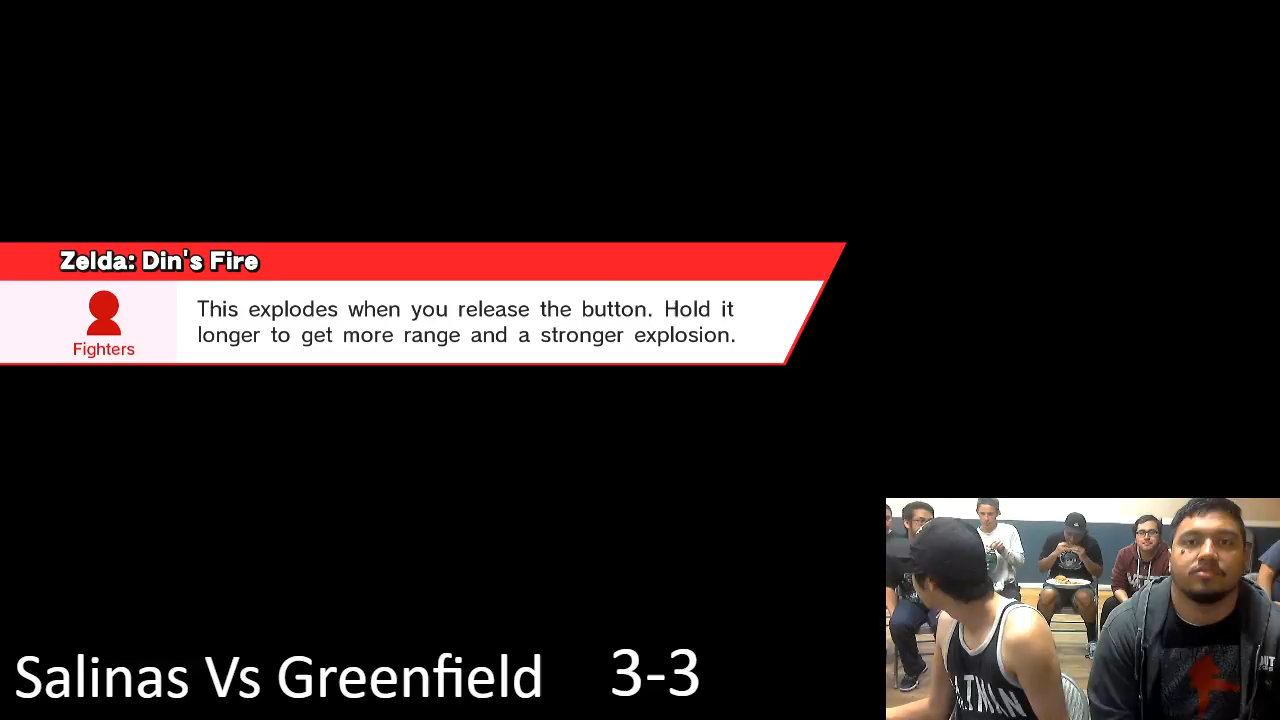 Zelda: Din's Fire
Fighters
This explodes when you release the button. Hold it
longer to get more range and a stronger explosion.
Salinas Vs Greenfield 3-3